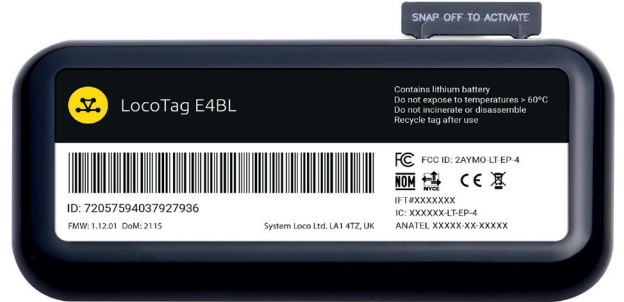 SNAP OFF TO ACTIVATE
LocoTag E4BL
Contains lithium battery
Do not expose to temperatures > 60ºC
Do not incinerate or disassemble
Recycle tag after use
ID: 72057594037927936
FMW: 1.12.01 DoM: 2115
System Loco Ltd. LA1 4TZ, UK
FC FCC ID: 2AYMO-LT-EP-4
NOM NYCE CE
IFT#XXXXXXX
IC: XXXXXX-LT-EP-4
ANATEL XXXXX-XX-XXXXX